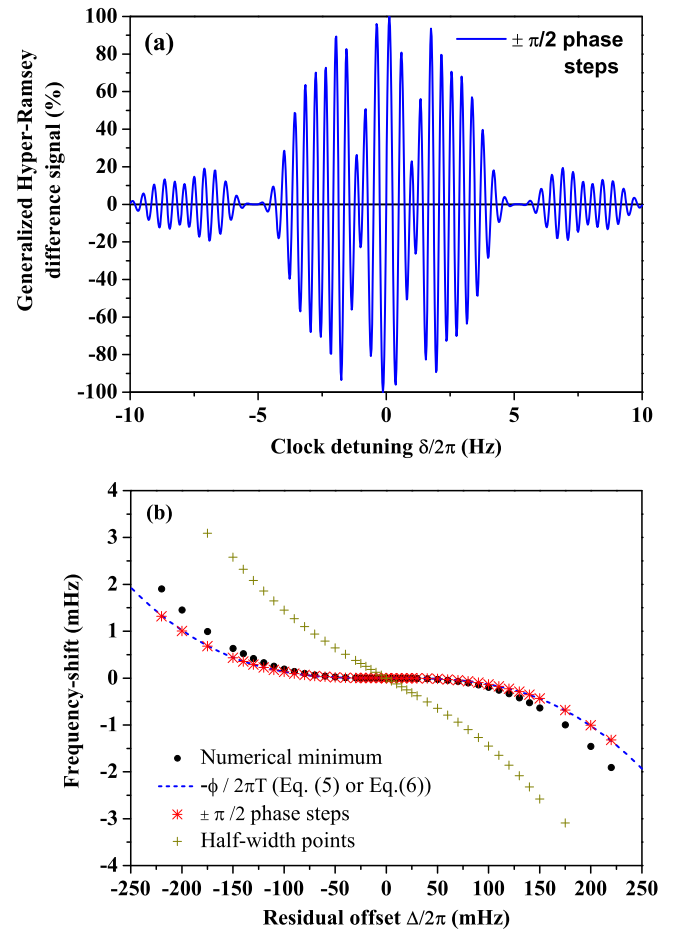 Generalized Hyper-Ramsey
difference signal (%)
100
80
60
40
20
0
-20
-40
-60
-80
-100
(a)
± π/2 phase
steps
-10
-5
0
5
10
Clock detuning δ/2π (Hz)
Frequency-shift (mHz)
4
3
2
1
0
-1
-2
-3
-4
(b)
Numerical minimum
-ϕ / 2πT (Eq. (5) or Eq.(6))
± π /2 phase steps
Half-width points
-250 -200 -150 -100 -50 0 50 100 150 200 250
Residual offset Δ/2π (mHz)